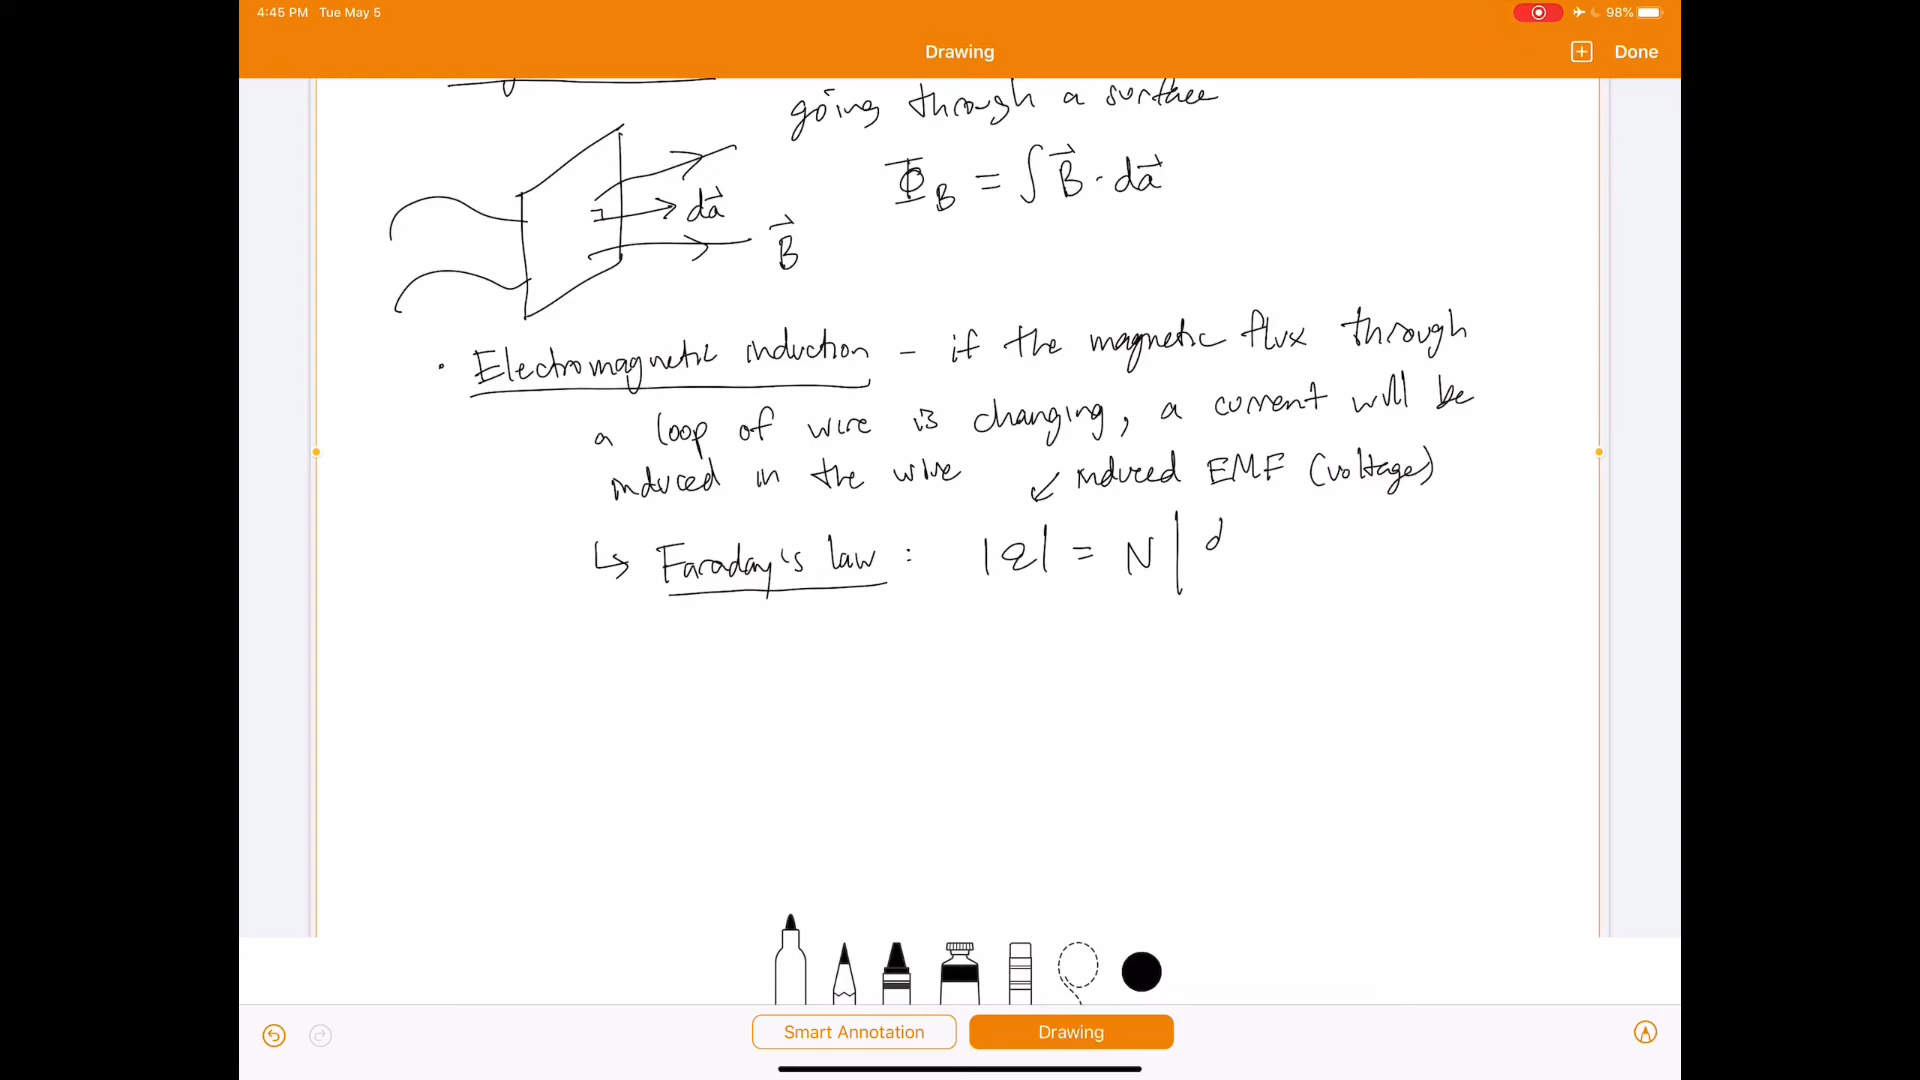 4:45 PM Tue May 5
98%
Drawing
Done
going through a surface
Φ_B = ∫ B⃗ · da⃗
da⃗
B⃗
· Electromagnetic induction – if the magnetic flux through
a loop of wire is changing, a current will be
induced in the wire
↙ induced EMF (voltage)
↳ Faraday's law : |ε| = N | d
Smart Annotation
Drawing